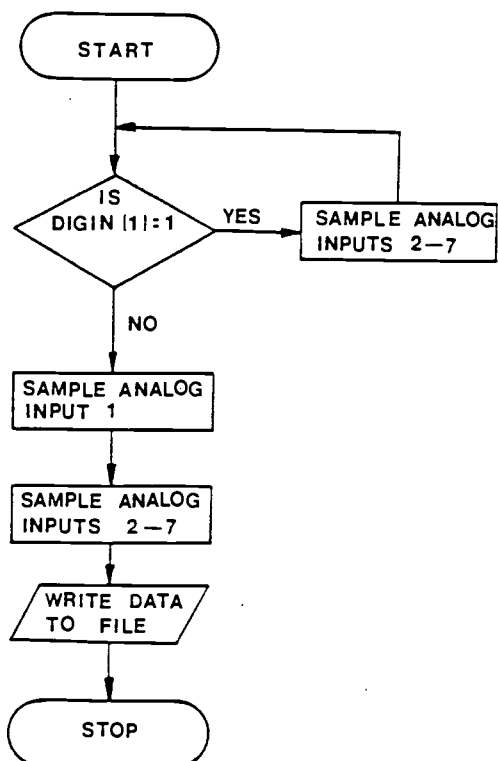 START
IS
DIGIN (1)=1
YES
SAMPLE ANALOG
INPUTS 2-7
NO
SAMPLE ANALOG
INPUT 1
SAMPLE ANALOG
INPUTS 2-7
WRITE DATA
TO FILE
STOP